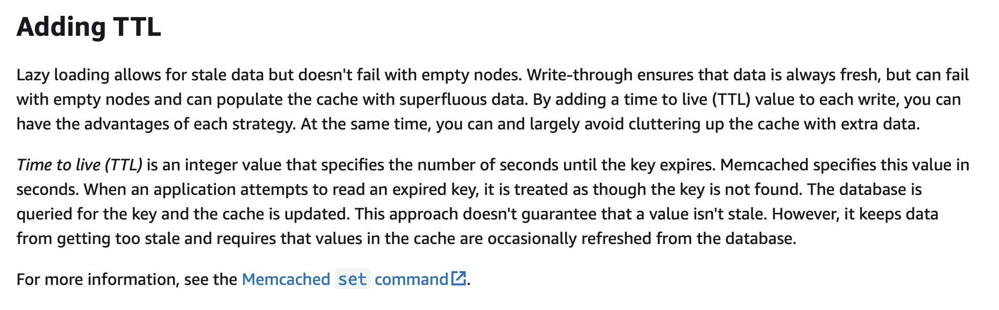 Adding TTL
Lazy loading allows for stale data but doesn't fail with empty nodes. Write-through ensures that data is always fresh, but can fail
with empty nodes and can populate the cache with superfluous data. By adding a time to live (TTL) value to each write, you can
have the advantages of each strategy. At the same time, you can and largely avoid cluttering up the cache with extra data.
Time to live (TTL) is an integer value that specifies the number of seconds until the key expires. Memcached specifies this value in
seconds. When an application attempts to read an expired key, it is treated as though the key is not found. The database is
queried for the key and the cache is updated. This approach doesn't guarantee that a value isn't stale. However, it keeps data
from getting too stale and requires that values in the cache are occasionally refreshed from the database.
For more information, see the Memcached set command.